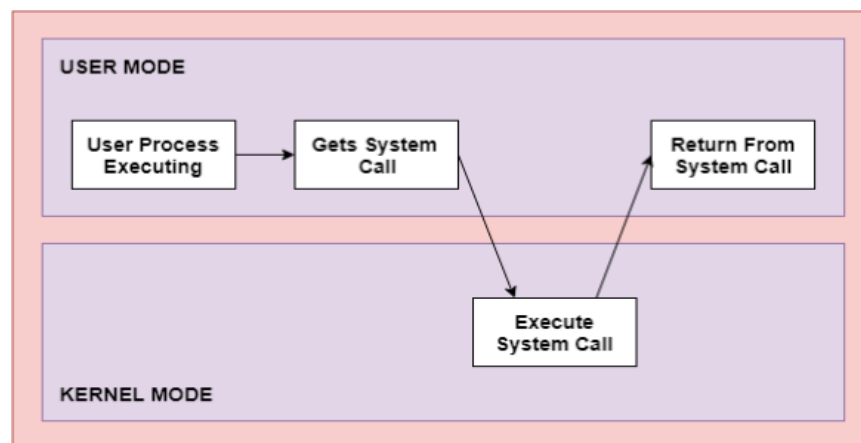 USER MODE
User Process
Executing
Gets System
Call
Return From
System Call
Execute
System Call
KERNEL MODE